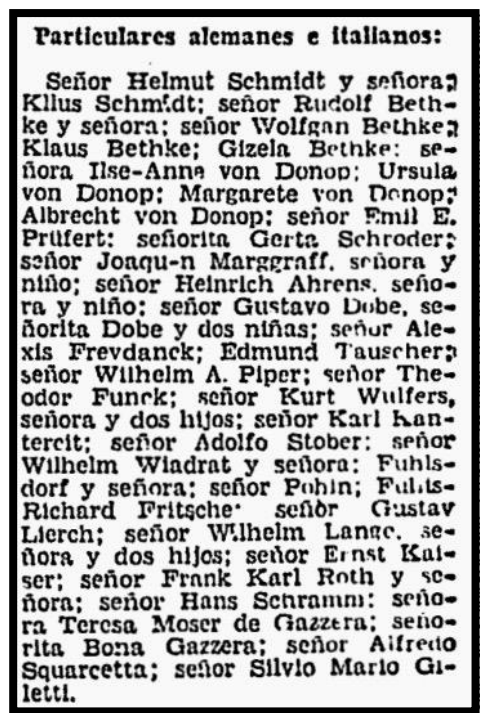 Particulares alemanes e italianos:
Señor Helmut Schmidt y señora;
Klius Schmidt; señor Rudolf Beth-
ke y señora; señor Wolfgan Bethke;
Klaus Bethke; Gizela Bethke; se-
ñora Ilse-Anne von Donop; Ursula
von Donop; Margarete von Donop;
Albrecht von Donop; señor Emil E.
Prüfert; señorita Gerta Schroder;
señor Joaqu-n Marggraff, señora y
niño; señor Heinrich Ahrens, seño-
ra y niño; señor Gustavo Dobe, se-
ñorita Dobe y dos niñas; señor Ale-
xis Freydanck; Edmund Tauscher;
señor Wilhelm A. Piper; señor The-
odor Funck; señor Kurt Wulfers,
señora y dos hijos; señor Karl Kan-
tercit; señor Adolfo Stober; señor
Wilhelm Wiadrat y señora; Fuhls-
dorf y señora; señor Pohin;
Richard Fritsche; señor Gustav
Lierch; señor Wilhelm Lange, se-
ñora y dos hijos; señor Ernst Kai-
ser; señor Frank Karl Roth y se-
ñora; señor Hans Schramm; seño-
ra Teresa Moser de Gazzera; seño-
rita Bona Gazzera; señor Alfredo
Squarcetta; señor Silvio Mario Gi-
letti.